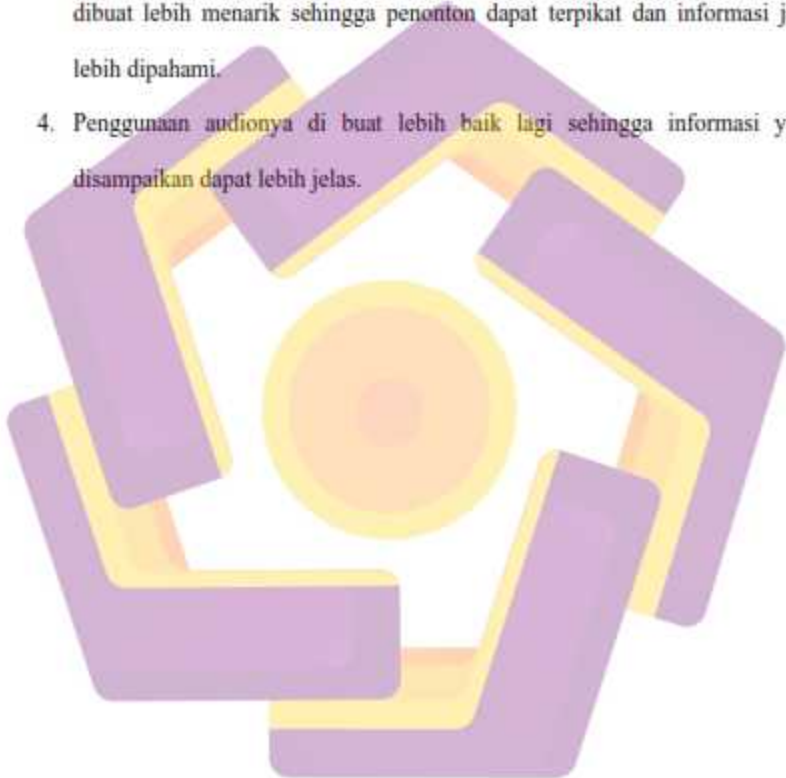 dibuat lebih menarik sehingga penonton dapat terpikat dan informasi j
lebih dipahami.
4. Penggunaan audionya di buat lebih baik lagi sehingga informasi y
disampaikan dapat lebih jelas.